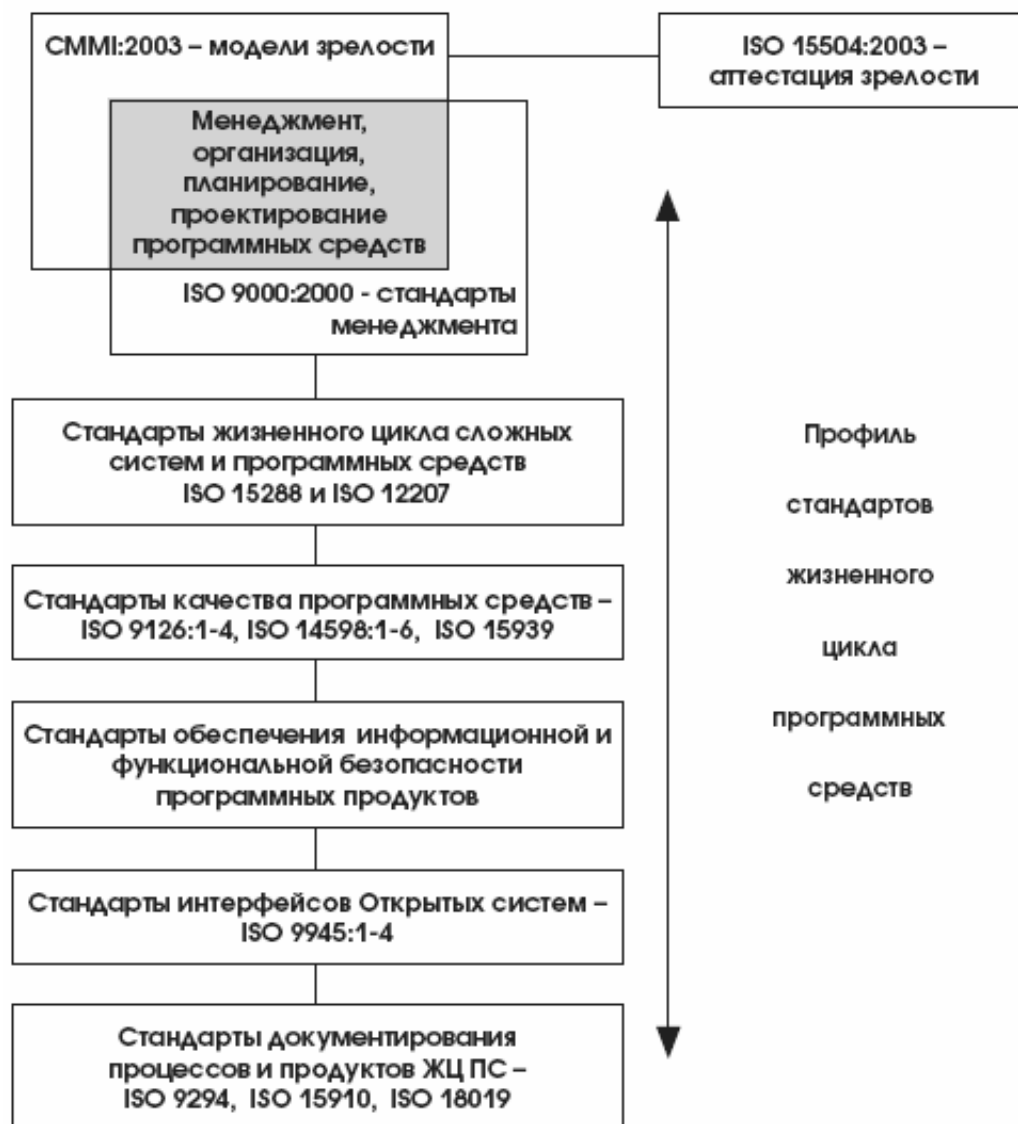 CMMI:2003 – модели зрелости
ISO 15504:2003 –
аттестация зрелости
Менеджмент,
организация,
планирование,
проектирование
программных средств
ISO 9000:2000 - стандарты
менеджмента
Стандарты жизненного цикла сложных
систем и программных средств
ISO 15288 и ISO 12207
Стандарты качества программных средств –
ISO 9126:1-4, ISO 14598:1-6, ISO 15939
Стандарты обеспечения информационной и
функциональной безопасности
программных продуктов
Стандарты интерфейсов Открытых систем –
ISO 9945:1-4
Стандарты документирования
процессов и продуктов ЖЦ ПС –
ISO 9294, ISO 15910, ISO 18019
Профиль
стандартов
жизненного
цикла
программных
средств